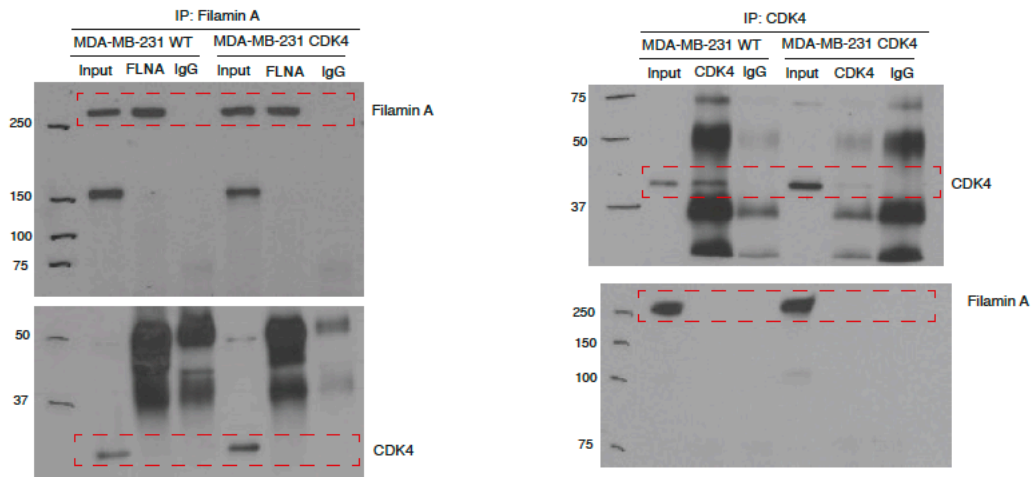 IP: Filamin A
MDA-MB-231 WT MDA-MB-231 CDK4
Input FLNA IgG Input FLNA IgG
Filamin A
250
150
100
75
50
37
CDK4
IP: CDK4
MDA-MB-231 WT MDA-MB-231 CDK4
Input CDK4 IgG Input CDK4 IgG
75
50
CDK4
37
Filamin A
250
150
100
75